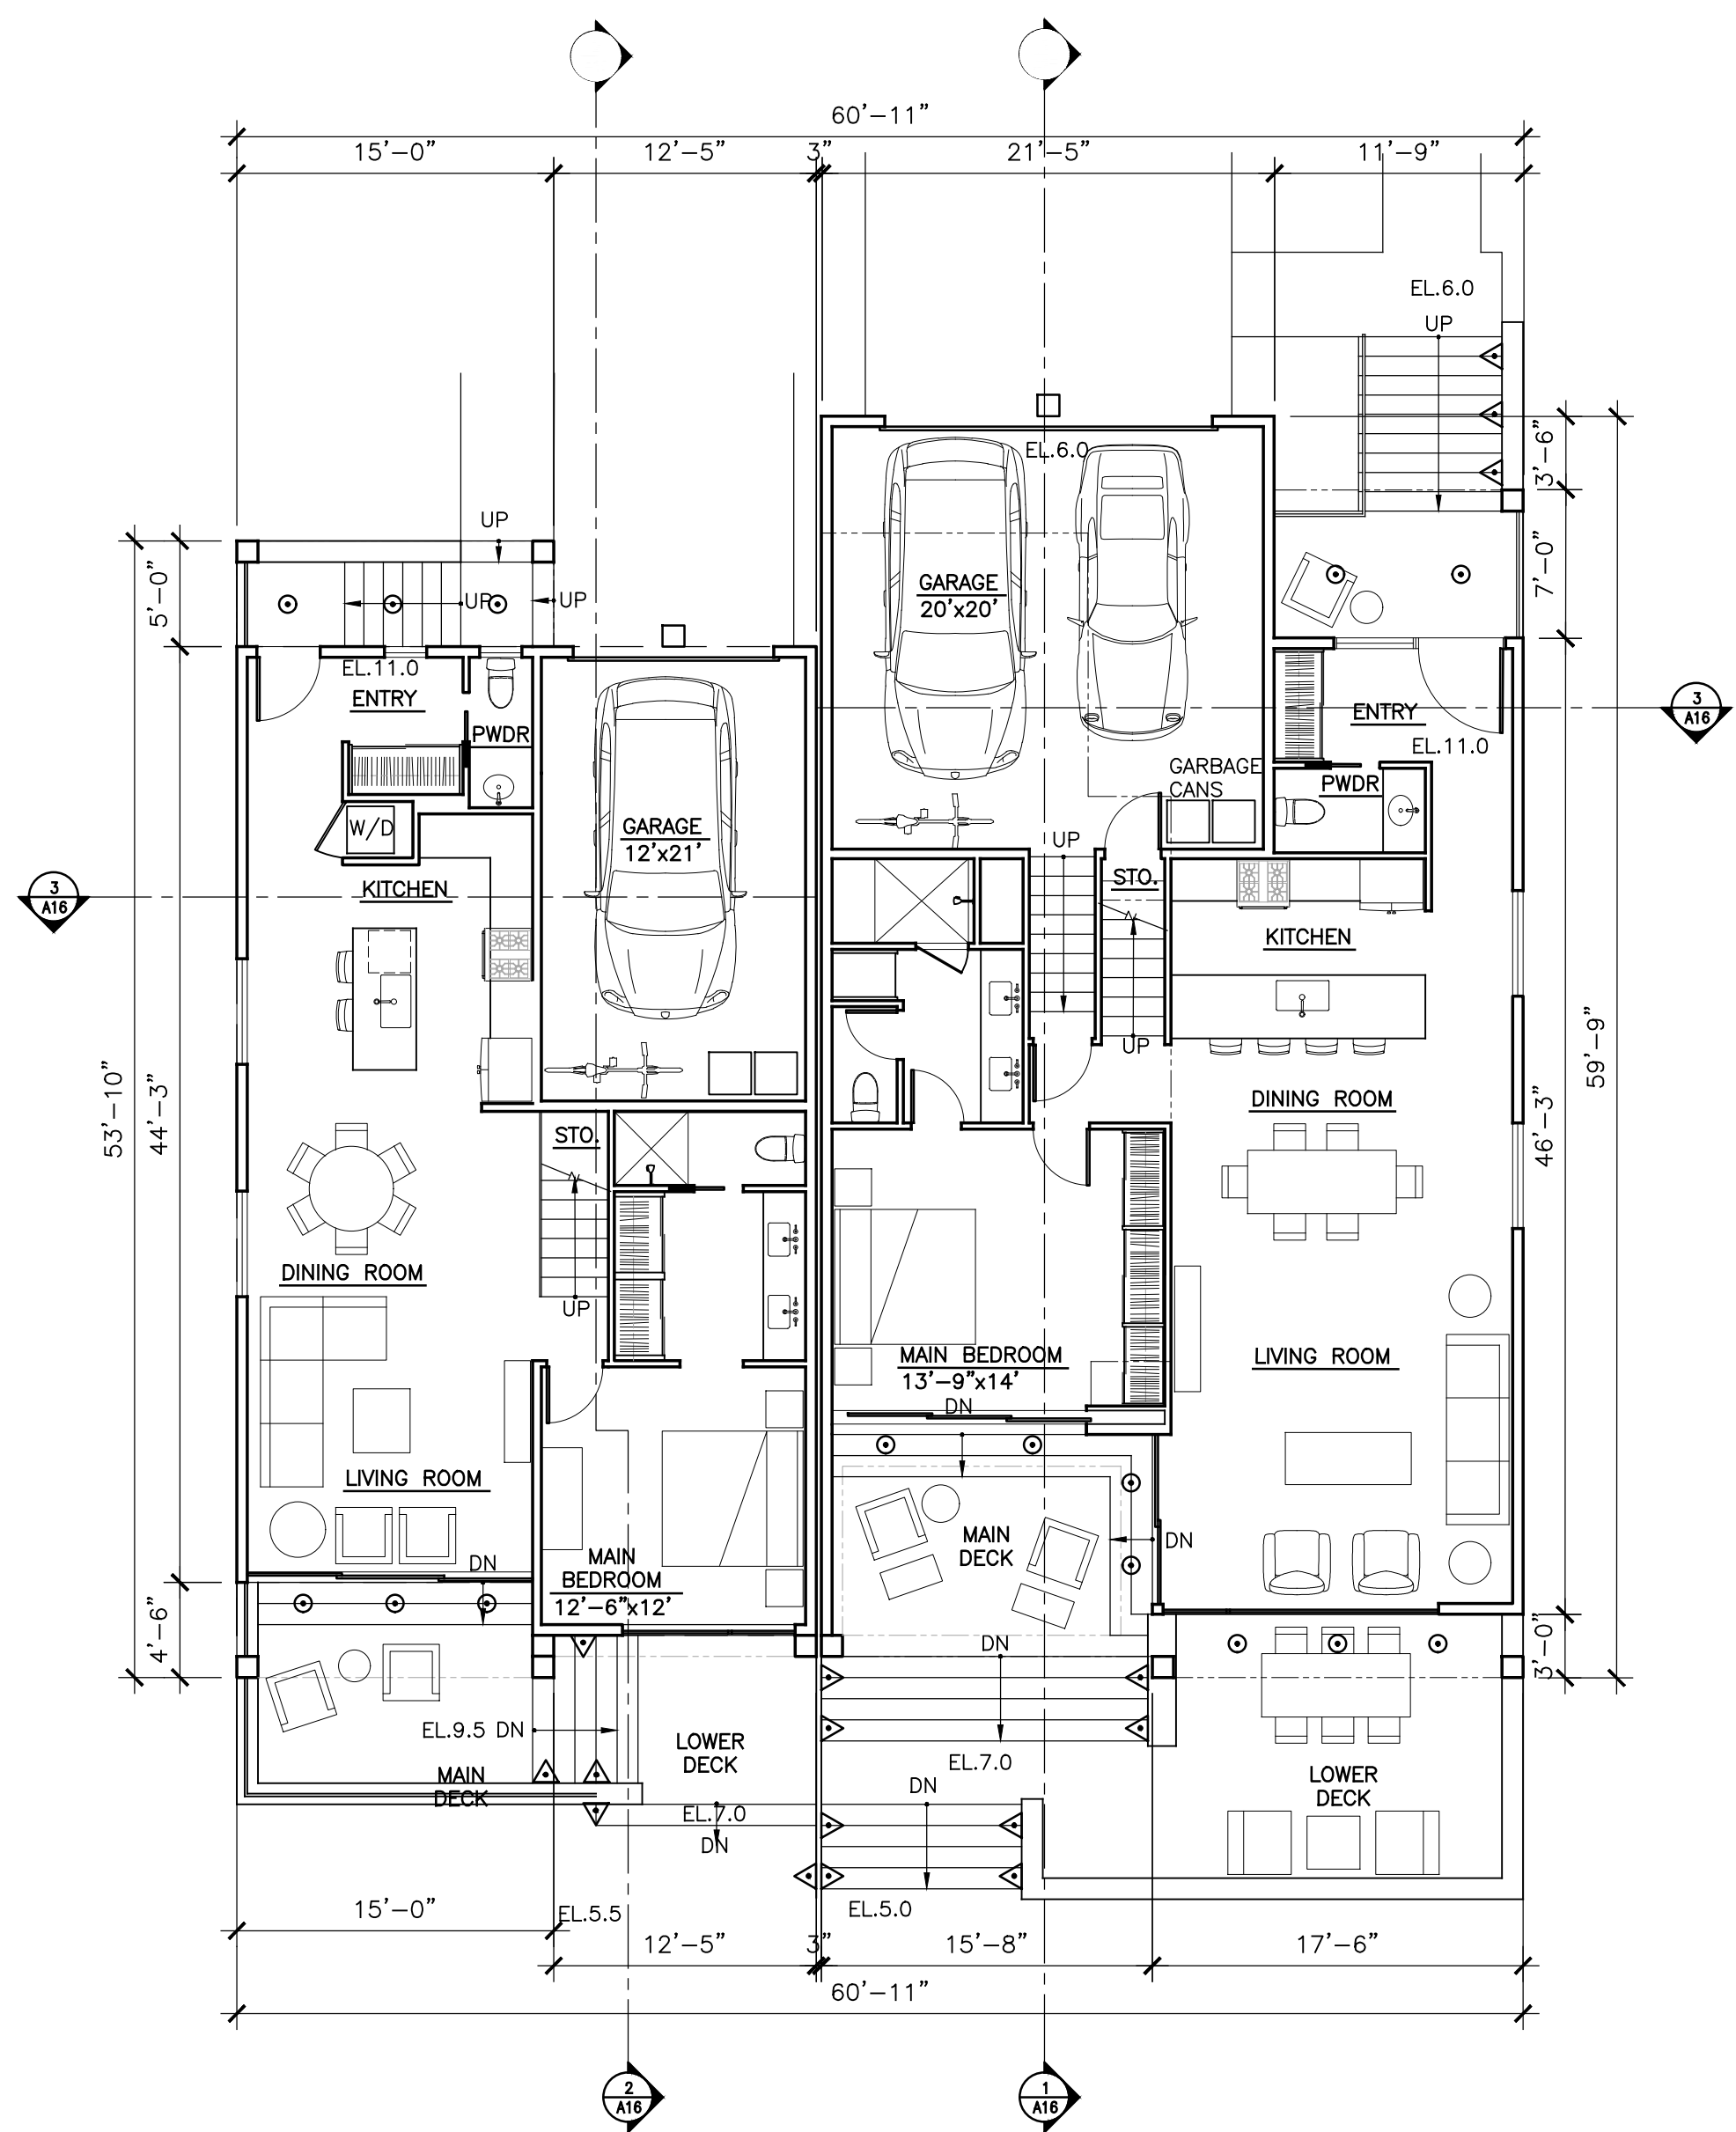 60'-11"
15'-0"
12'-5"
3"
21'-5"
11'-9"
EL.6.0
UP
3'-6"
EL.6.0
UP
5'-0"
UP
UP
GARAGE
20'x20'
7'-0"
EL.11.0
ENTRY
PWDR
ENTRY
EL.11.0
3
A16
GARBAGE
CANS
PWDR
W/D
GARAGE
12'x21'
UP
STO.
KITCHEN
3
A16
KITCHEN
UP
53'-10"
44'-3"
59'-9"
46'-3"
DINING ROOM
STO.
DINING ROOM
UP
MAIN BEDROOM
13'-9"x14'
LIVING ROOM
DN
LIVING ROOM
DN
MAIN
BEDROOM
12'-6"x12'
MAIN
DECK
DN
4'-6"
3'-0"
DN
EL.9.5 DN
LOWER
DECK
EL.7.0
MAIN
DECK
DN
LOWER
DECK
EL.7.0
DN
15'-0"
EL.5.5
EL.5.0
12'-5"
3"
15'-8"
17'-6"
60'-11"
2
A16
1
A16